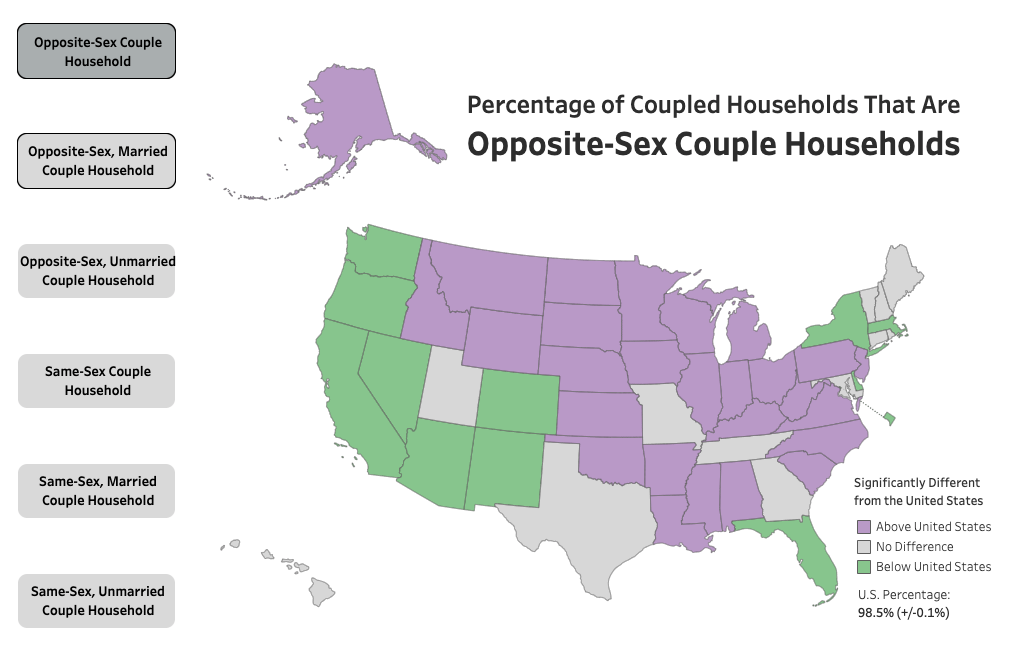 Opposite-Sex Couple
Household
Opposite-Sex, Married
Couple Household
Opposite-Sex, Unmarried
Couple Household
Same-Sex Couple
Household
Same-Sex, Married
Couple Household
Same-Sex, Unmarried
Couple Household
Percentage of Coupled Households That Are
Opposite-Sex Couple Households
Significantly Different
from the United States
Above United States
No Difference
Below United States
U.S. Percentage:
98.5% (+/-0.1%)